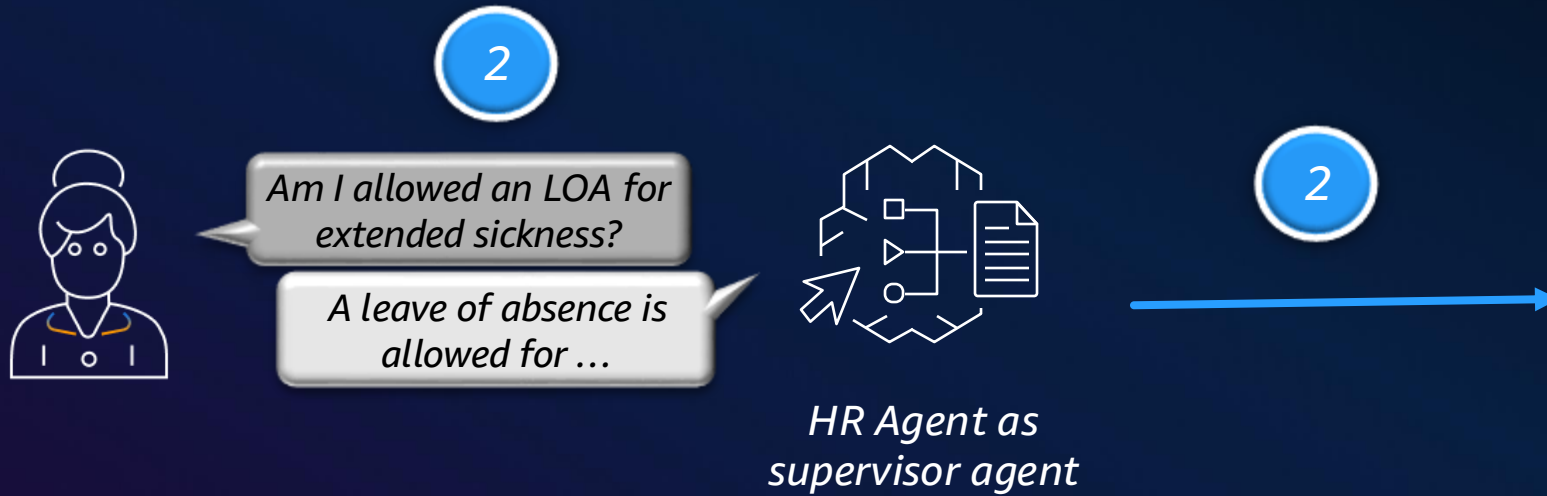 2
Am I allowed an LOA for
extended sickness?
A leave of absence is
allowed for ...
HR Agent as
supervisor agent
2